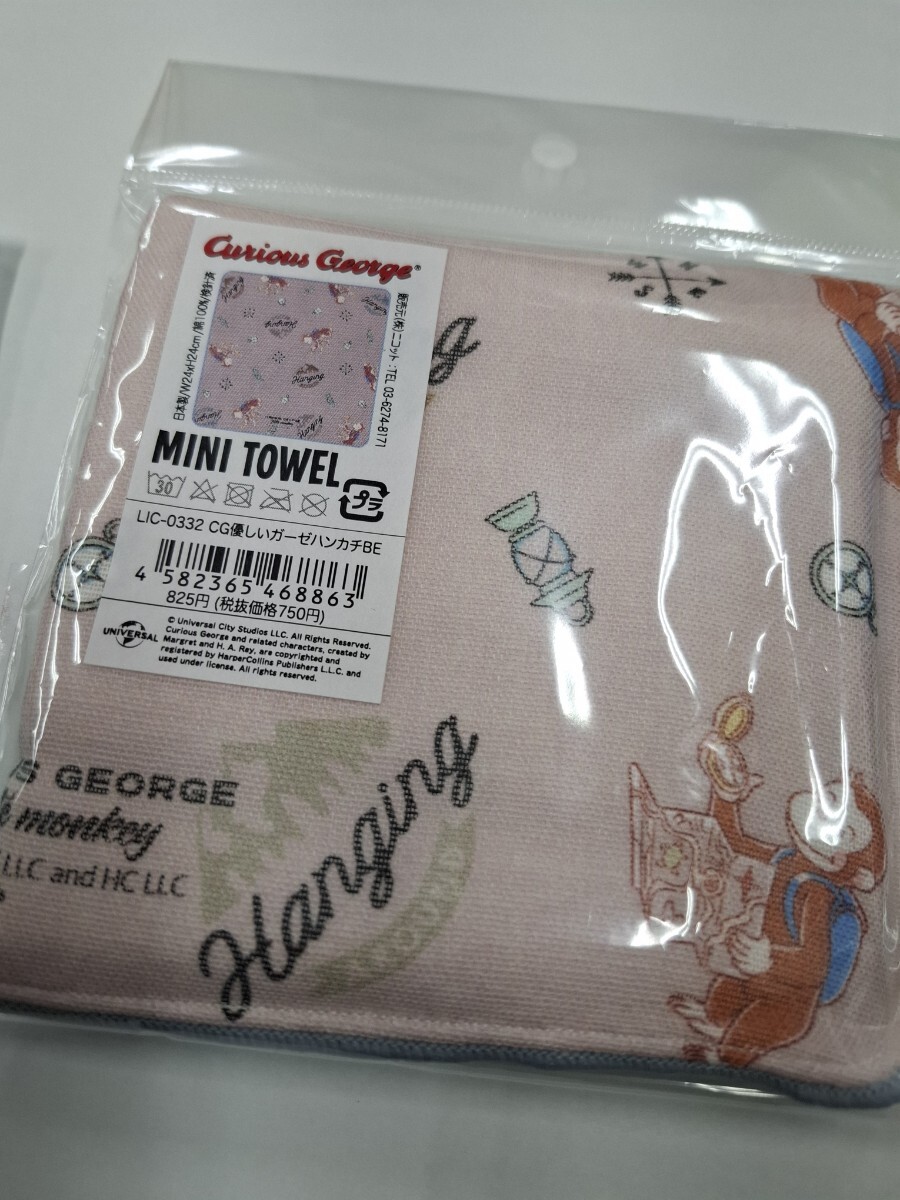 Curious George®
日本製/W24xH24cm/綿100%/検針済
販売元(株)ニコット:TEL 03-6274-8171
Hanging
MINI TOWEL
30
プラ
LIC-0332 CG優しいガーゼハンカチBE
4 582365 468863
825円 (税抜価格750円)
UNIVERSAL
© Universal City Studios LLC. All Rights Reserved.
Curious George and related characters, created by
Margret and H. A. Rey, are copyrighted and
registered by HarperCollins Publishers L.L.C. and
used under license. All rights reserved.
S GEORGE
monkey
LLC and HC LLC
Hanging